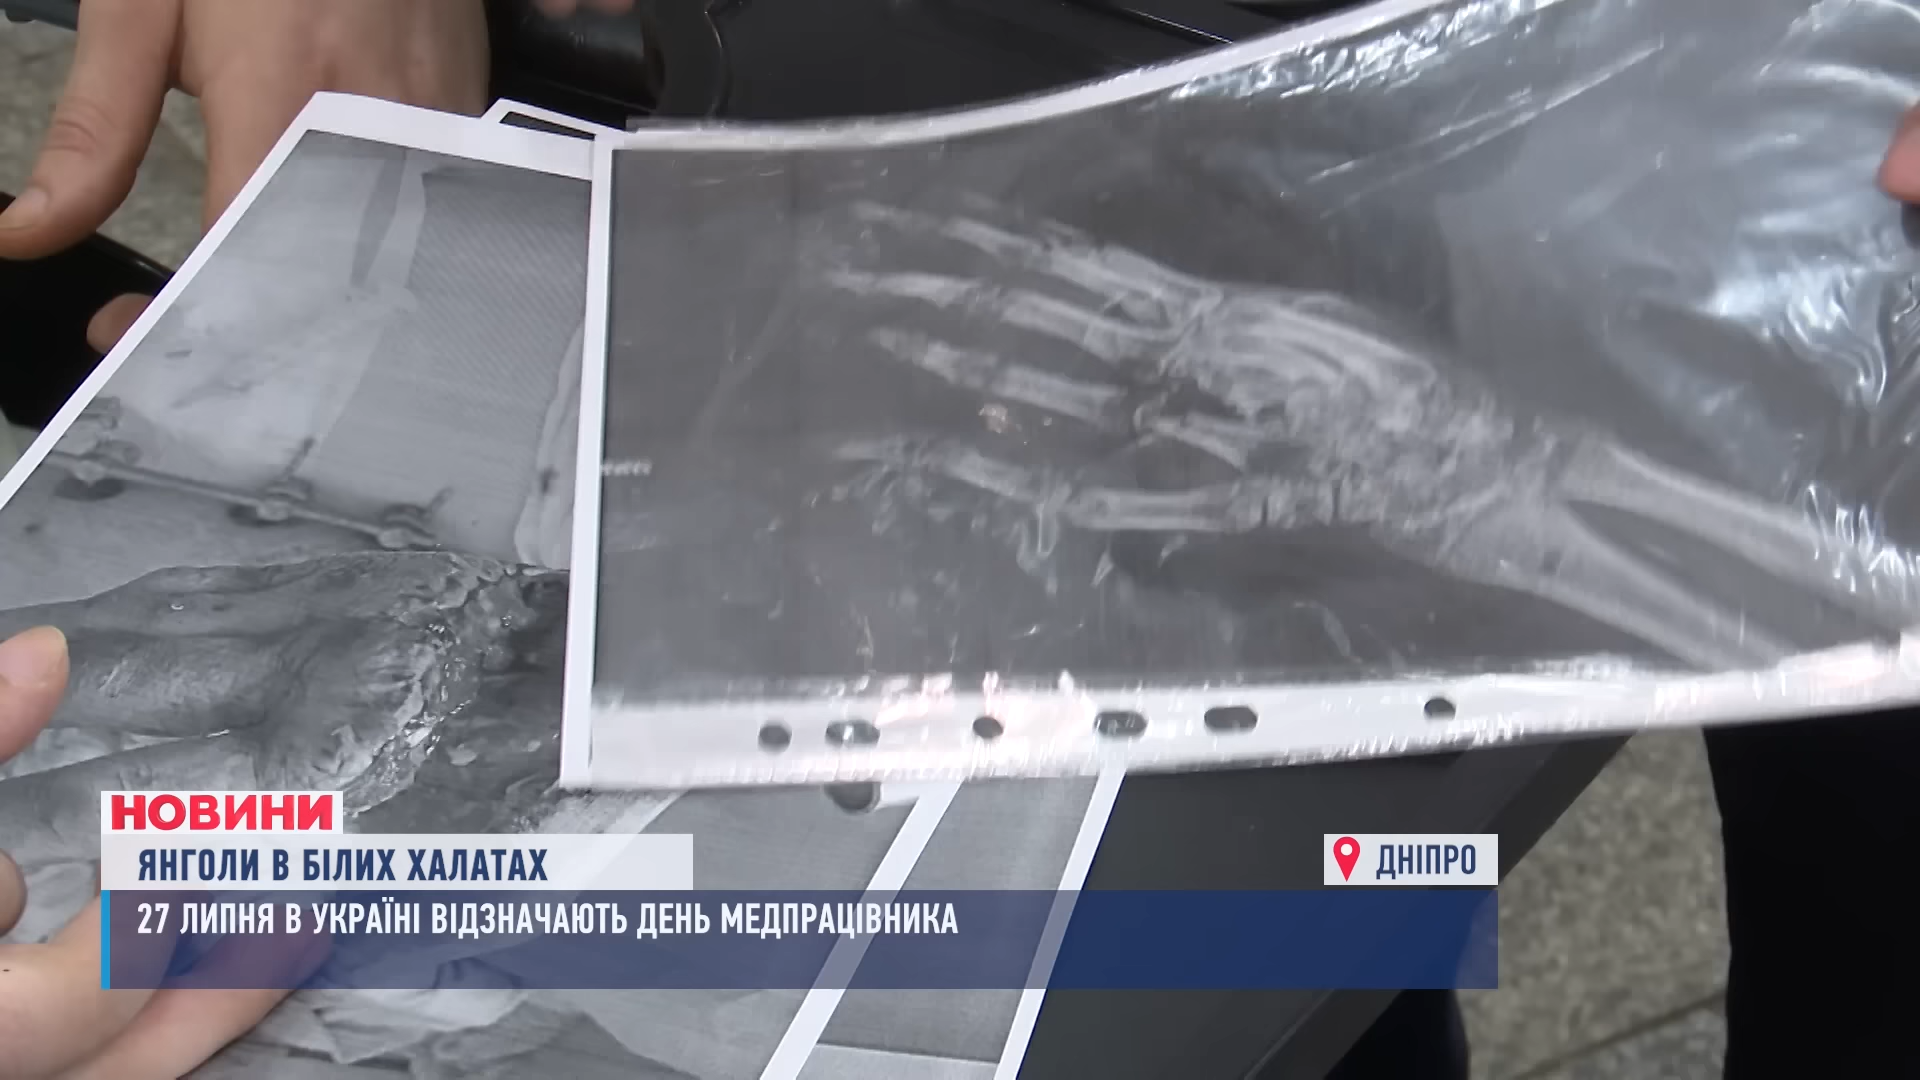 НОВИНИ
ЯНГОЛИ В БІЛИХ ХАЛАТАХ
ДНІПРО
27 ЛИПНЯ В УКРАЇНІ ВІДЗНАЧАЮТЬ ДЕНЬ МЕДПРАЦІВНИКА